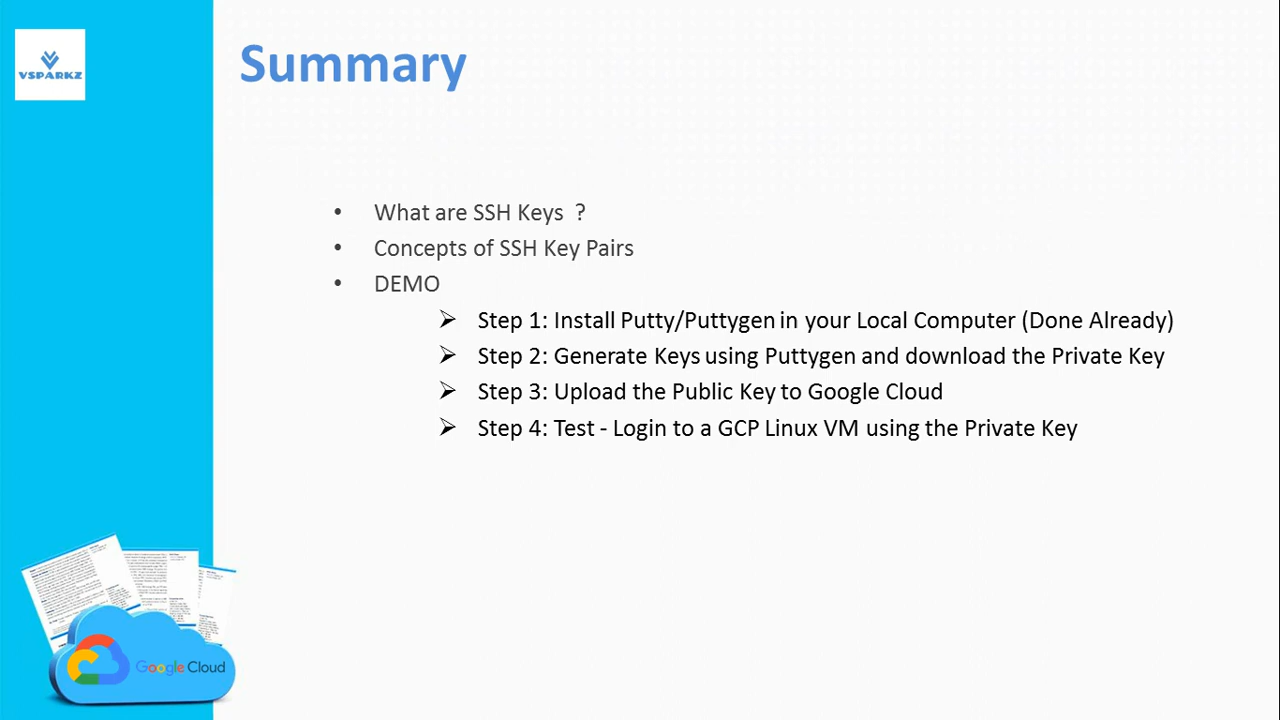 VSPARKZ
Summary
• What are SSH Keys ?
• Concepts of SSH Key Pairs
• DEMO
➢ Step 1: Install Putty/Puttygen in your Local Computer (Done Already)
➢ Step 2: Generate Keys using Puttygen and download the Private Key
➢ Step 3: Upload the Public Key to Google Cloud
➢ Step 4: Test - Login to a GCP Linux VM using the Private Key
Google Cloud